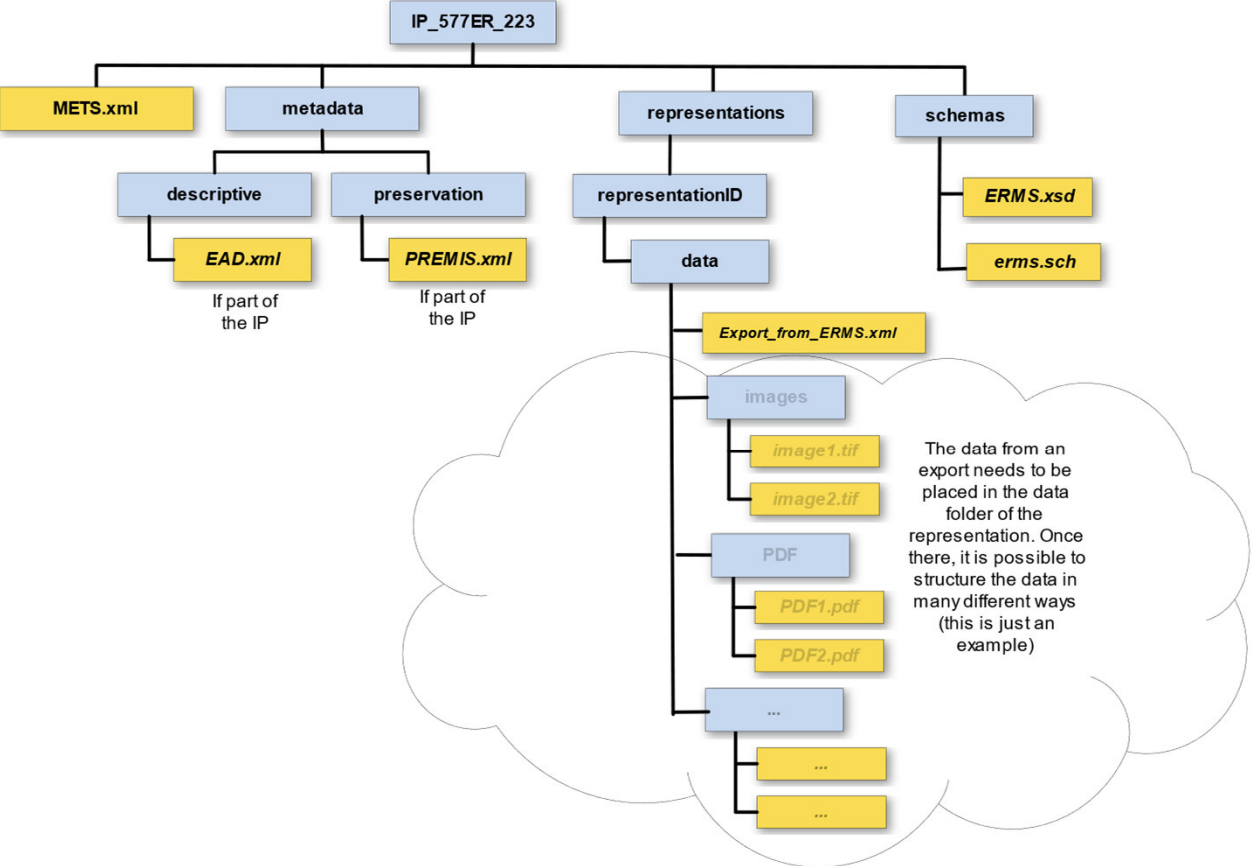 IP_577ER_223
METS.xml
metadata
representations
schemas
descriptive
preservation
representationID
ERMS.xsd
EAD.xml
PREMIS.xml
data
erms.sch
If part of
the IP
If part of
the IP
Export_from_ERMS.xml
images
image1.tif
image2.tif
PDF
PDF1.pdf
PDF2.pdf
...
...
...
The data from an
export needs to be
placed in the data
folder of the
representation. Once
there, it is possible to
structure the data in
many different ways
(this is just an
example)